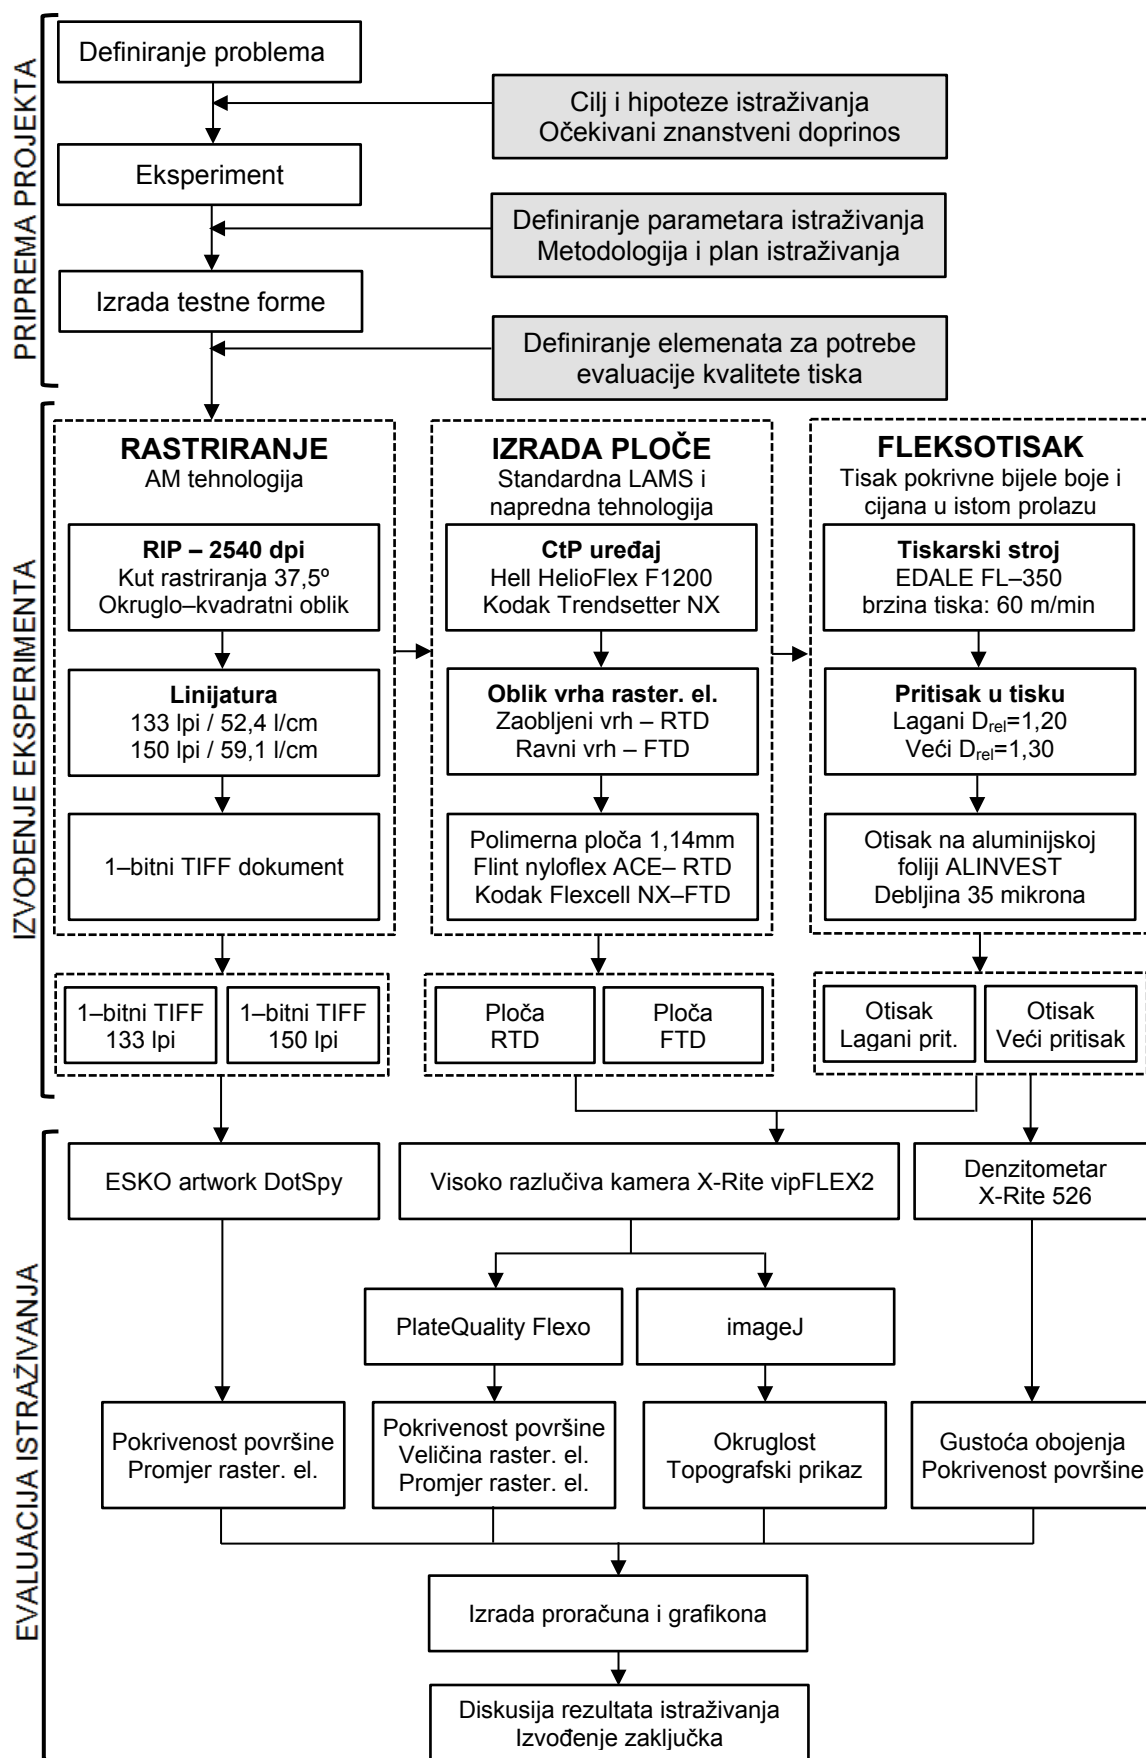 PRIPREMA PROJEKTA
Definiranje problema
Cilj i hipoteze istraživanja
Očekivani znanstveni doprinos
Eksperiment
Definiranje parametara istraživanja
Metodologija i plan istraživanja
Izrada testne forme
Definiranje elemenata za potrebe
evaluacije kvalitete tiska
IZVOĐENJE EKSPERIMENTA
RASTRIRANJE
AM tehnologija
RIP – 2540 dpi
Kut rastriranja 37,5º
Okruglo–kvadratni oblik
Linijatura
133 lpi / 52,4 l/cm
150 lpi / 59,1 l/cm
1–bitni TIFF dokument
1–bitni TIFF
133 lpi
1–bitni TIFF
150 lpi
IZRADA PLOČE
Standardna LAMS i
napredna tehnologija
CtP uređaj
Hell HelioFlex F1200
Kodak Trendsetter NX
Oblik vrha raster. el.
Zaobljeni vrh – RTD
Ravni vrh – FTD
Polimerna ploča 1,14mm
Flint nyloflex ACE– RTD
Kodak Flexcell NX–FTD
Ploča
RTD
Ploča
FTD
FLEKSOTISAK
Tisak pokrivne bijele boje i
cijana u istom prolazu
Tiskarski stroj
EDALE FL–350
brzina tiska: 60 m/min
Pritisak u tisku
Lagani Drel=1,20
Veći Drel=1,30
Otisak na aluminijskoj
foliji ALINVEST
Debljina 35 mikrona
Otisak
Lagani prit.
Otisak
Veći pritisak
EVALUACIJA ISTRAŽIVANJA
ESKO artwork DotSpy
Visoko razlučiva kamera X-Rite vipFLEX2
Denzitometar
X-Rite 526
PlateQuality Flexo
imageJ
Pokrivenost površine
Promjer raster. el.
Pokrivenost površine
Veličina raster. el.
Promjer raster. el.
Okruglost
Topografski prikaz
Gustoća obojenja
Pokrivenost površine
Izrada proračuna i grafikona
Diskusija rezultata istraživanja
Izvođenje zaključka